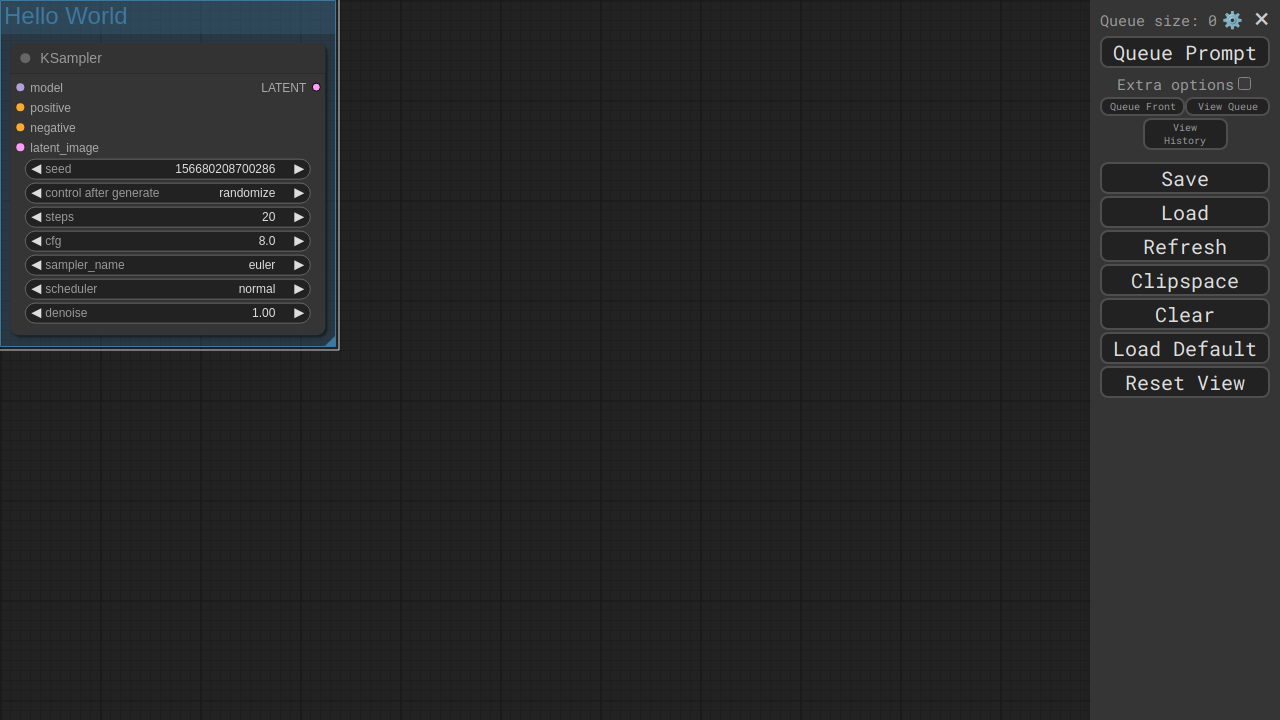 Hello World
KSampler
model LATENT
positive
negative
latent_image
seed 156680208700286
control after generate randomize
steps 20
cfg 8.0
sampler_name euler
scheduler normal
denoise 1.00
Queue size: 0
Queue Prompt
Extra options
Queue Front View Queue
View
History
Save
Load
Refresh
Clipspace
Clear
Load Default
Reset View